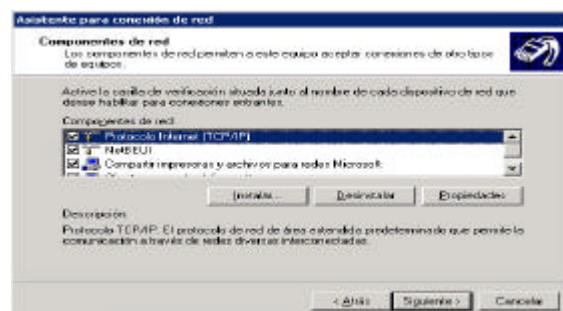 Asistente para conexión de red
Componentes de red
Los componentes de red permiten a este equipo aceptar conexiones de otro tipo
de equipos.
Active la casilla de verificación situada junto al nombre de cada dispositivo de red que
desee habilitar para conexiones entrantes.
Componentes de red:
Protocolo Internet (TCP/IP)
NetBEUI
Compartir impresoras y archivos para redes Microsoft
Instalar...
Desinstalar
Propiedades
Descripción
Protocolo TCP/IP. El protocolo de red de área extendida predeterminado que permite la
comunicación a través de redes diversas interconectadas.
< Atrás
Siguiente >
Cancelar